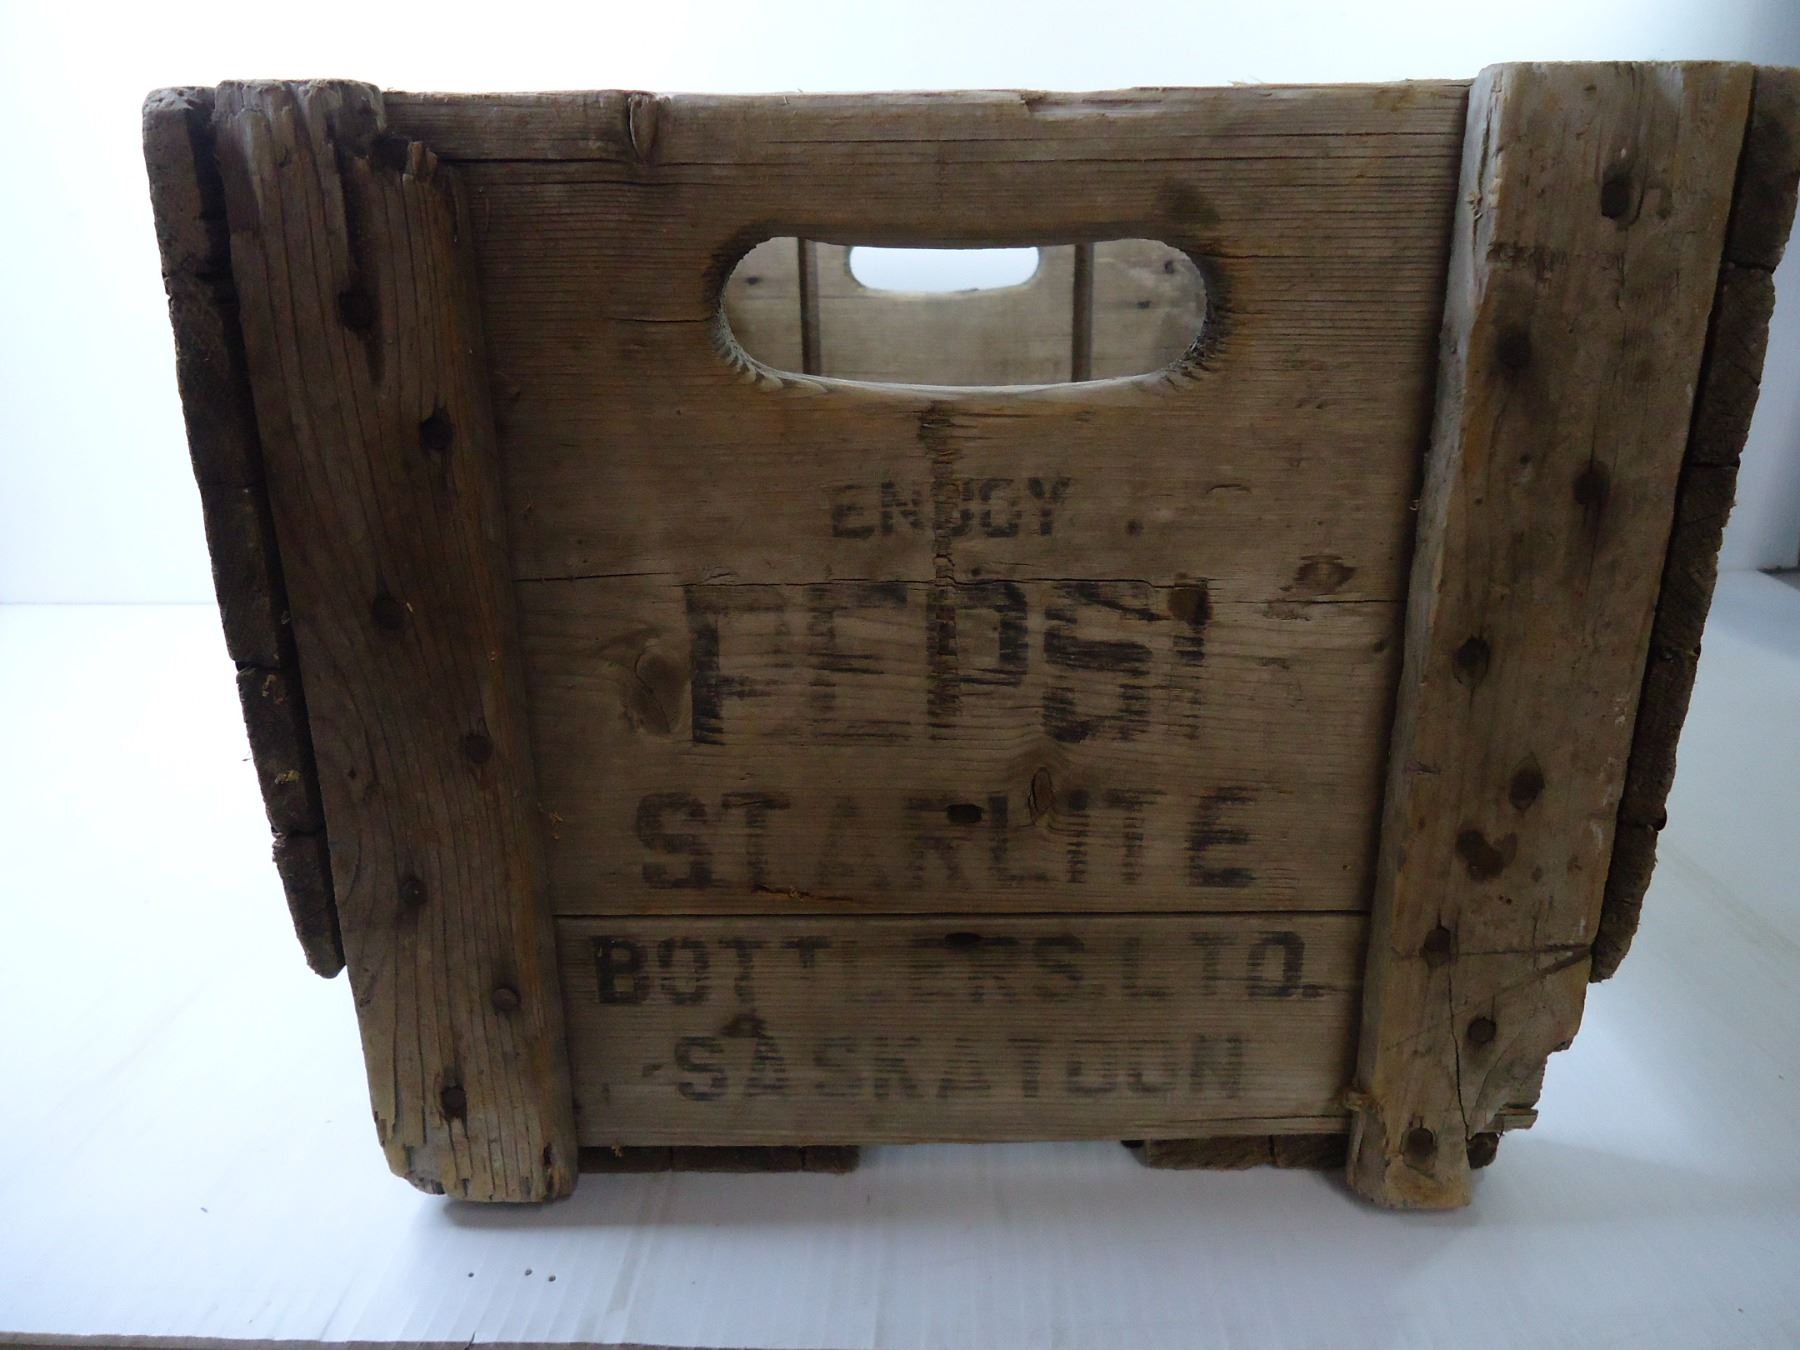 ENJOY
PEPSI
STARLITE
BOTTLERS. LTD.
SASKATOON